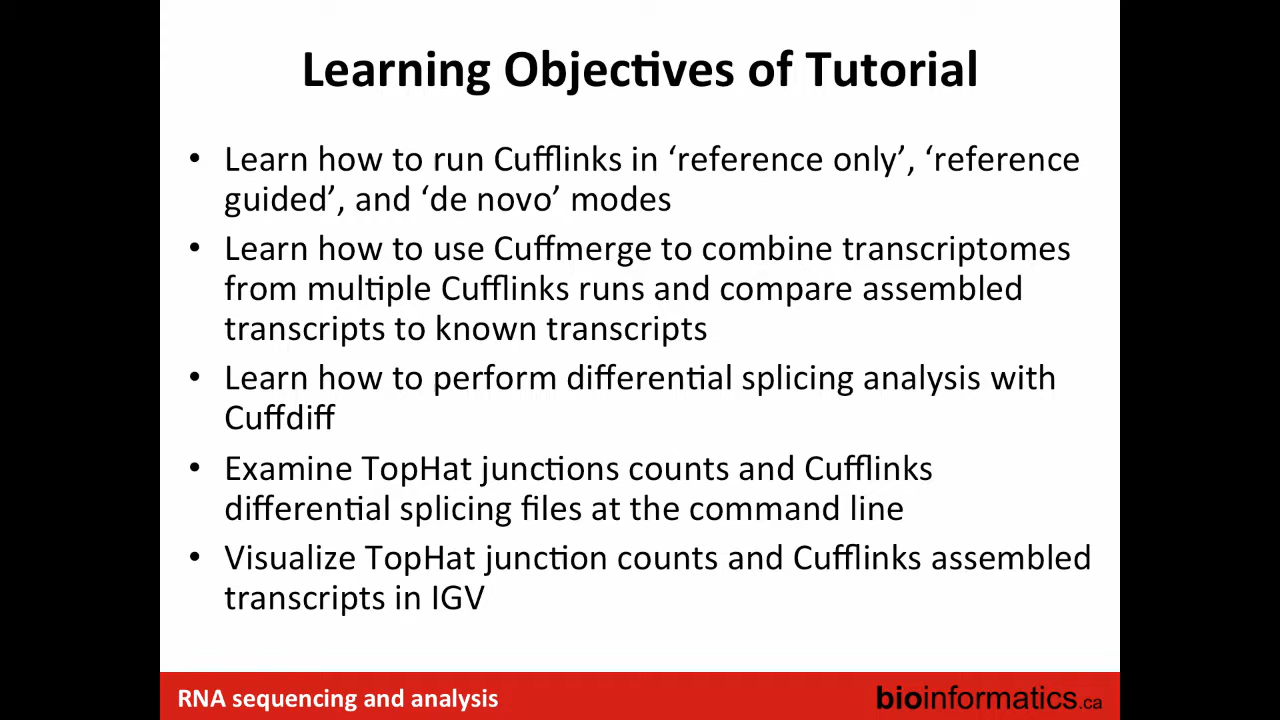 Learning Objectives of Tutorial
• Learn how to run Cufflinks in ‘reference only’, ‘reference
guided’, and ‘de novo’ modes
• Learn how to use Cuffmerge to combine transcriptomes
from multiple Cufflinks runs and compare assembled
transcripts to known transcripts
• Learn how to perform differential splicing analysis with
Cuffdiff
• Examine TopHat junctions counts and Cufflinks
differential splicing files at the command line
• Visualize TopHat junction counts and Cufflinks assembled
transcripts in IGV
RNA sequencing and analysis
bioinformatics.ca